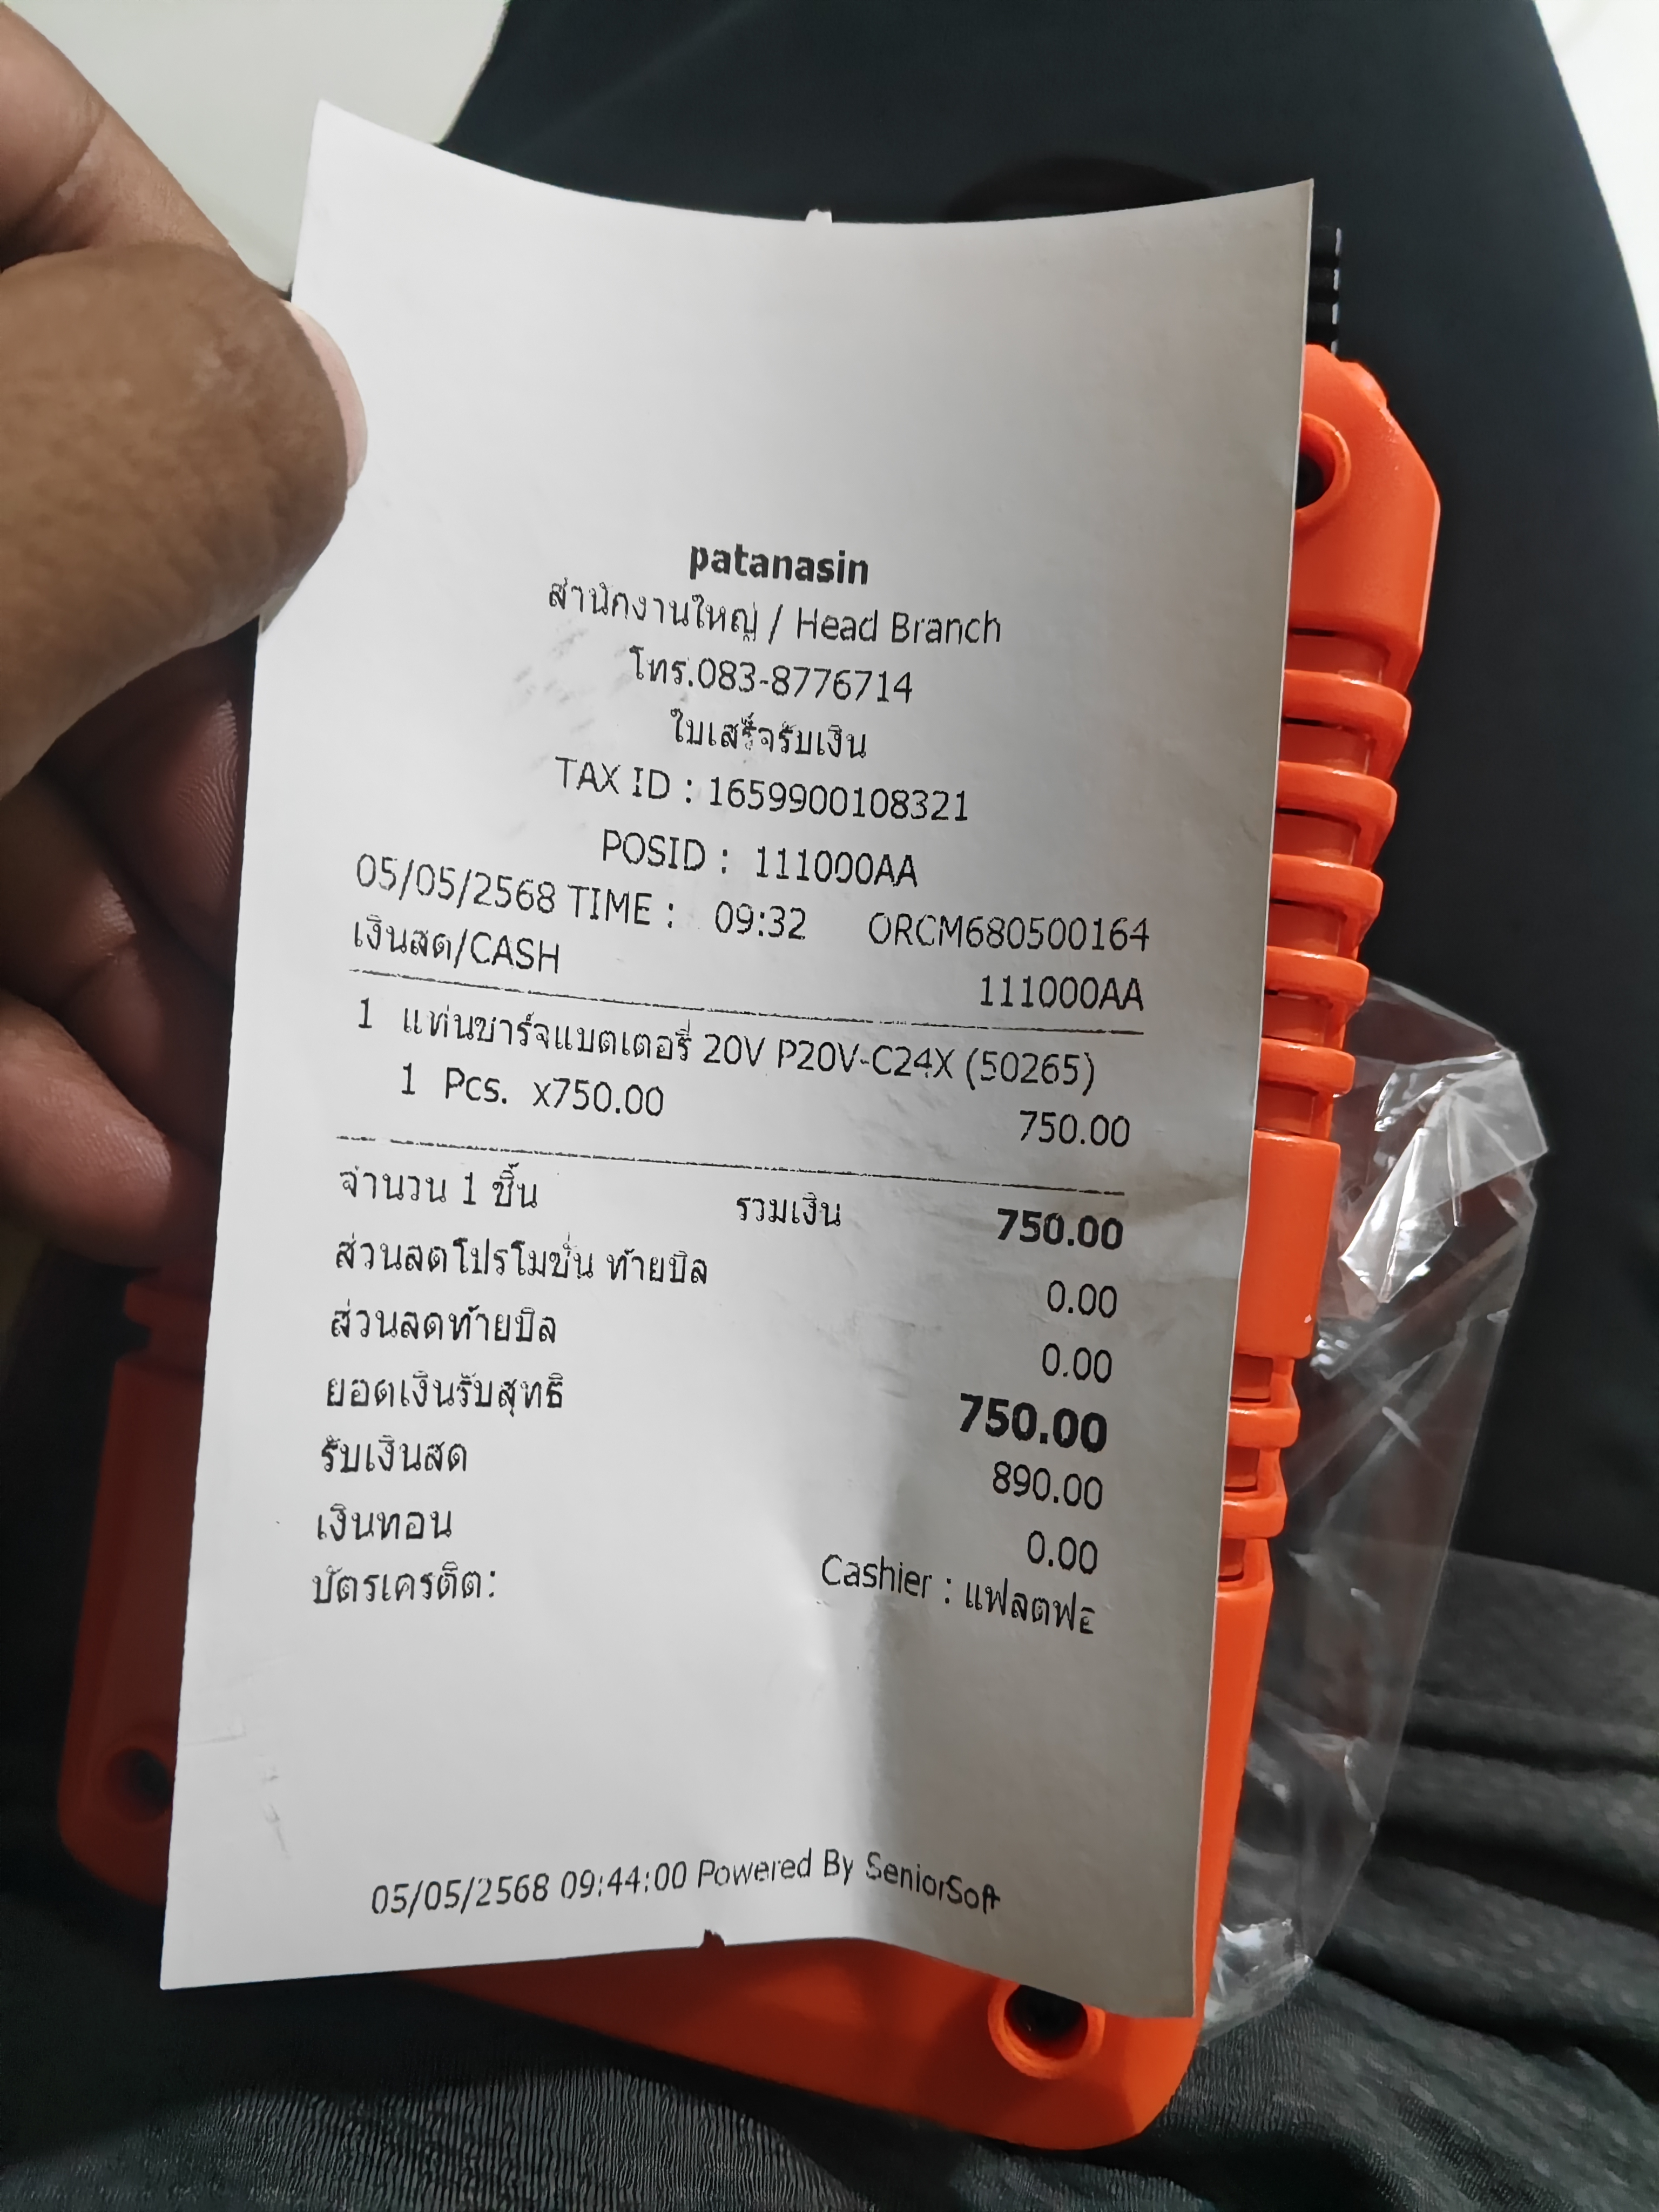 patanasin
สำนักงานใหญ่ / Head Branch
โทร.083-8776714
ใบเสร็จรับเงิน
TAX ID : 1659900108321
POSID : 111000AA
05/05/2568 TIME : 09:32 ORCM680500164
เงินสด/CASH 111000AA
1 แท่นชาร์จแบตเตอรี่ 20V P20V-C24X (50265)
1 Pcs. x750.00 750.00
จำนวน 1 ชิ้น รวมเงิน 750.00
ส่วนลดโปรโมชั่น ท้ายบิล 0.00
ส่วนลดท้ายบิล 0.00
ยอดเงินรับสุทธิ 750.00
รับเงินสด 890.00
เงินทอน 0.00
บัตรเครดิต: Cashier : แฟลตฟะ
05/05/2568 09:44:00 Powered By SeniorSoft